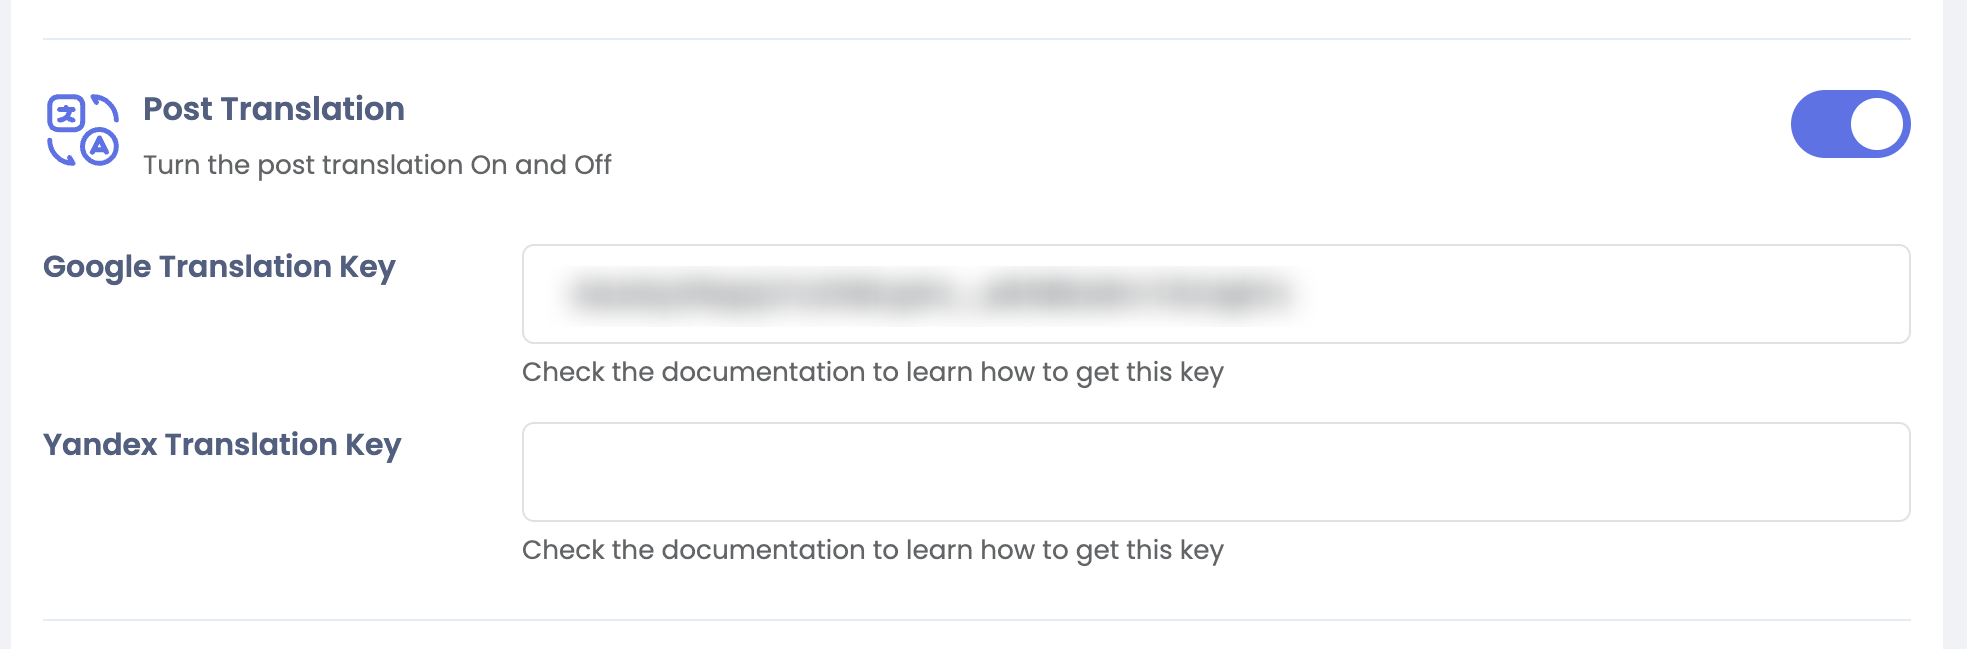 Post Translation
Turn the post translation On and Off
Google Translation Key
Check the documentation to learn how to get this key
Yandex Translation Key
Check the documentation to learn how to get this key